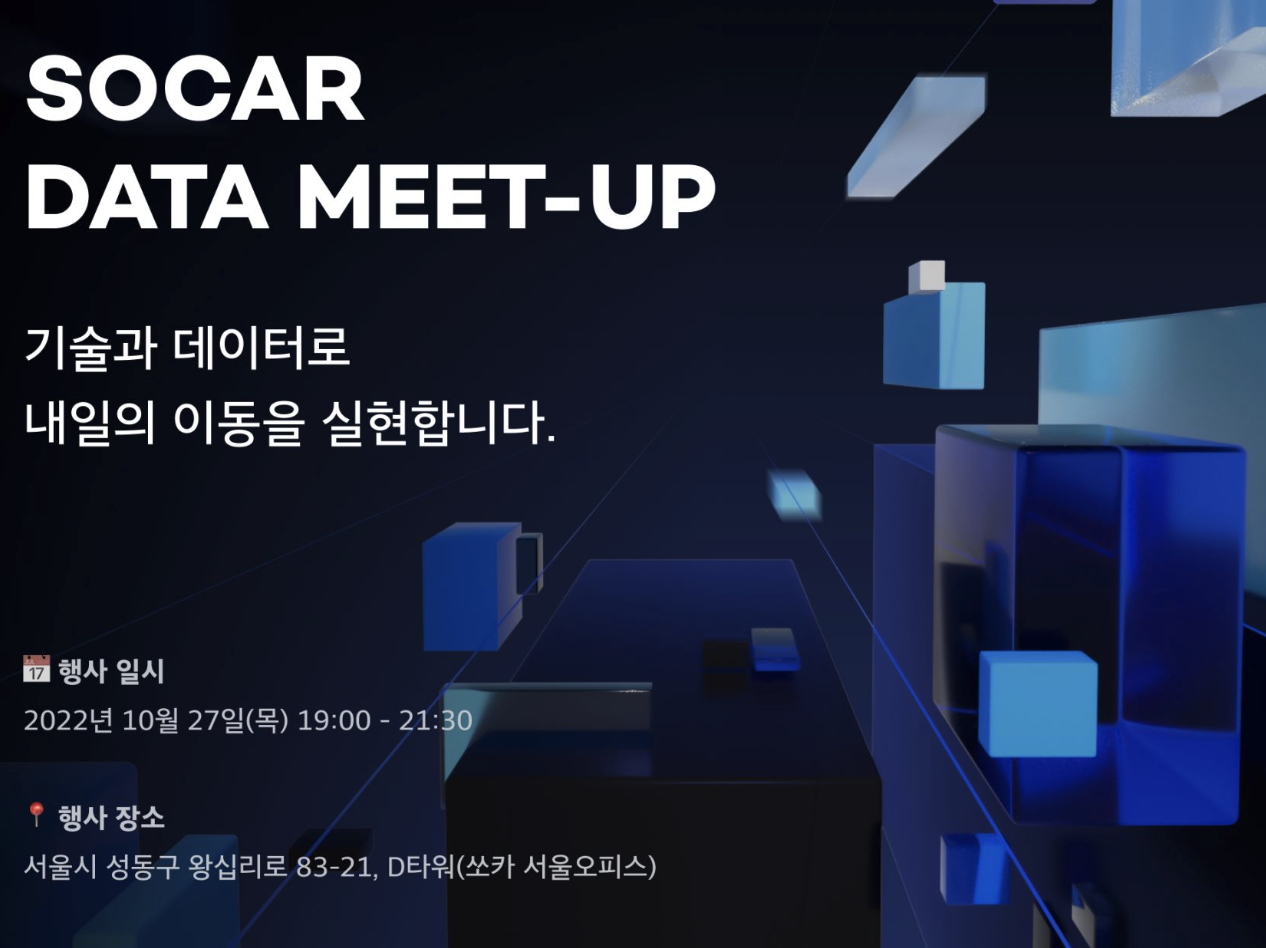 SOCAR
DATA MEET-UP
기술과 데이터로
내일의 이동을 실현합니다.
17 행사 일시
2022년 10월 27일(목) 19:00 - 21:30
행사 장소
서울시 성동구 왕십리로 83-21, D타워(쏘카 서울오피스)